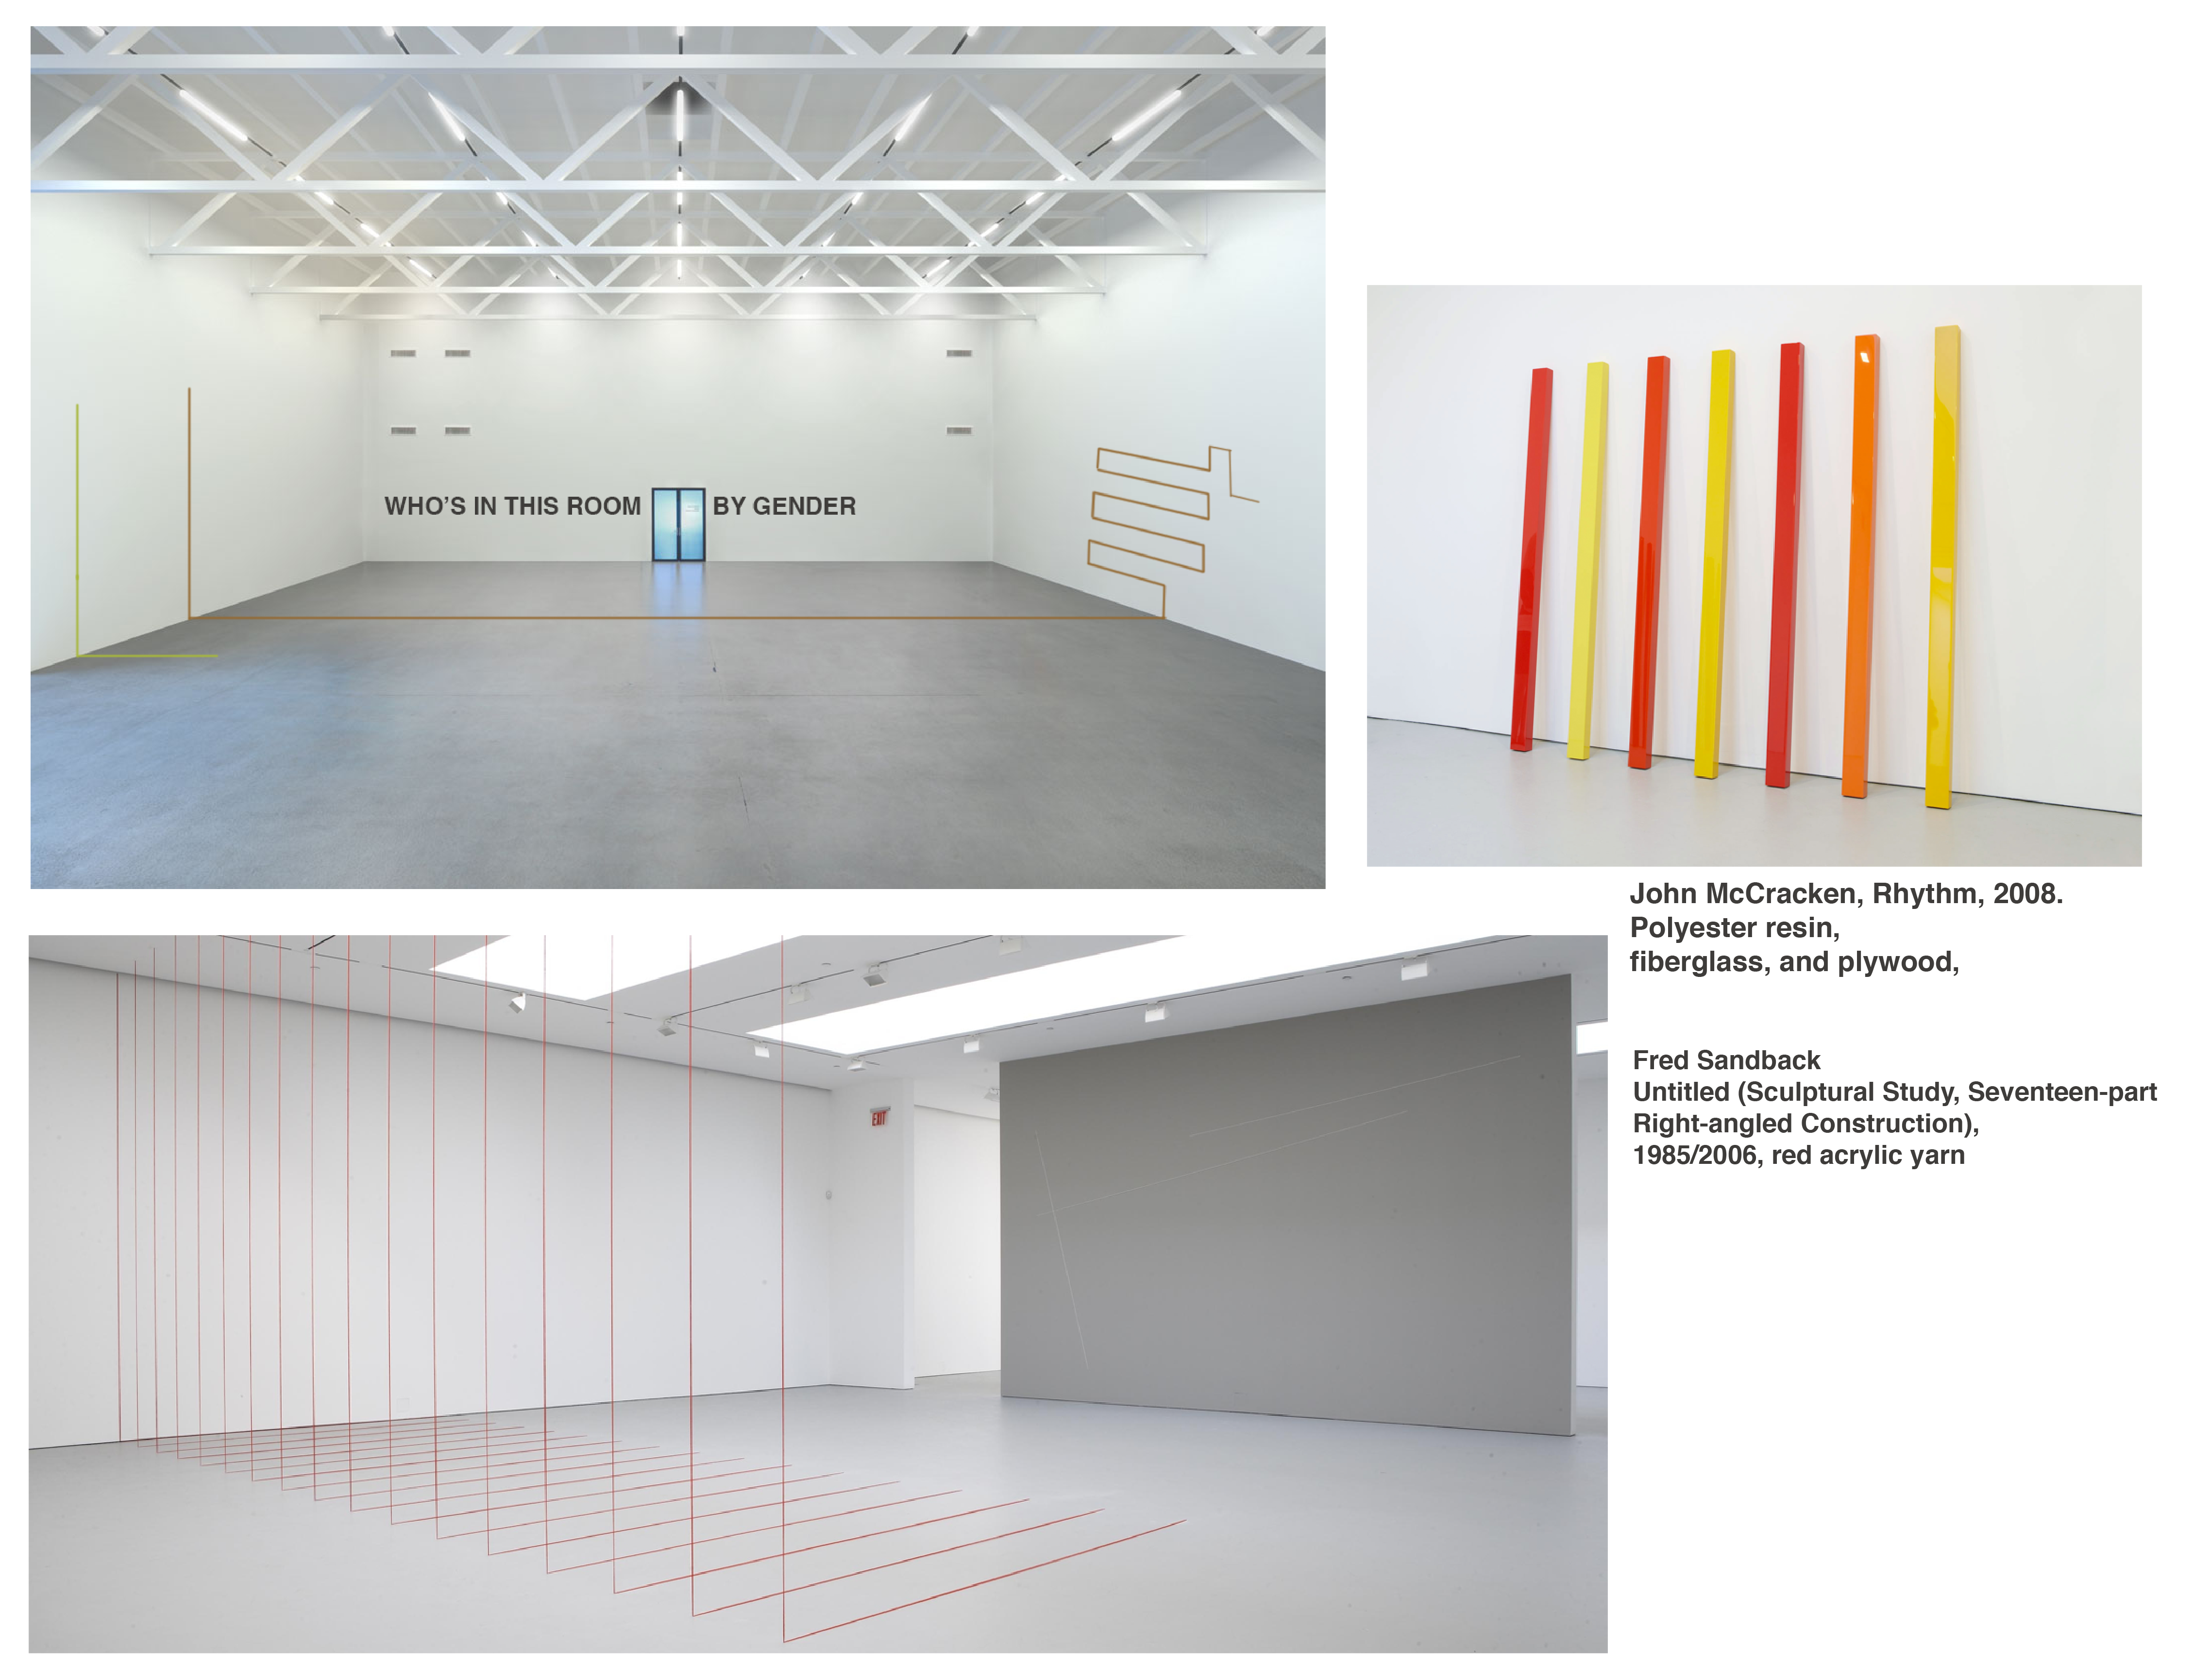 WHO'S IN THIS ROOM BY GENDER
John McCracken, Rhythm, 2008.
Polyester resin,
fiberglass, and plywood,
EXIT
Fred Sandback
Untitled (Sculptural Study, Seventeen-part
Right-angled Construction),
1985/2006, red acrylic yarn